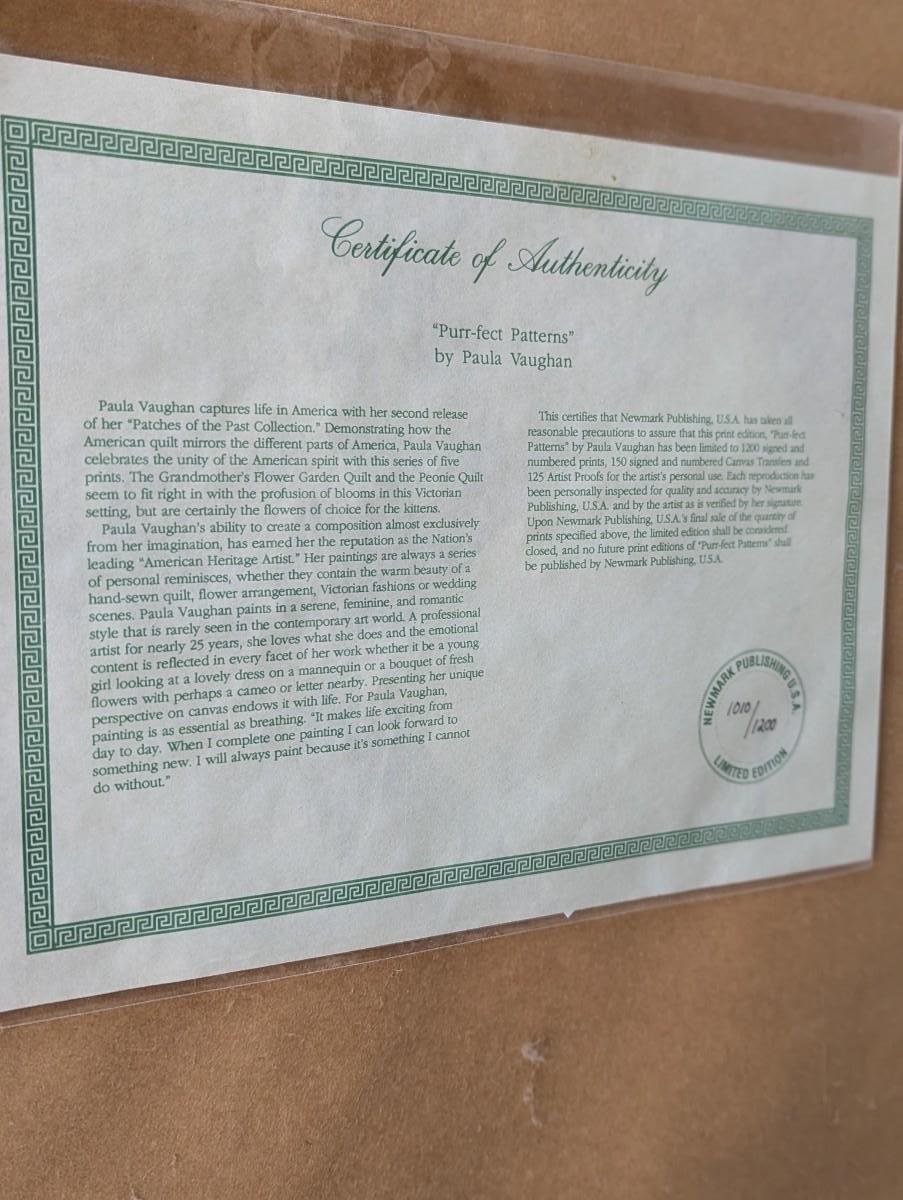 Certificate of Authenticity
"Purr-fect Patterns"
by Paula Vaughan
Paula Vaughan captures life in America with her second release
of her "Patches of the Past Collection." Demonstrating how the
American quilt mirrors the different parts of America, Paula Vaughan
celebrates the unity of the American spirit with this series of five
prints. The Grandmother's Flower Garden Quilt and the Peonie Quilt
seem to fit right in with the profusion of blooms in this Victorian
setting, but are certainly the flowers of choice for the kittens.
Paula Vaughan's ability to create a composition almost exclusively
from her imagination, has earned her the reputation as the Nation's
leading "American Heritage Artist." Her paintings are always a series
of personal reminisces, whether they contain the warm beauty of a
hand-sewn quilt, flower arrangement, Victorian fashions or wedding
scenes. Paula Vaughan paints in a serene, feminine, and romantic
style that is rarely seen in the contemporary art world. A professional
artist for nearly 25 years, she loves what she does and the emotional
content is reflected in every facet of her work whether it be a young
girl looking at a lovely dress on a mannequin or a bouquet of fresh
flowers with perhaps a cameo or letter nearby. Presenting her unique
perspective on canvas endows it with life. For Paula Vaughan,
painting is as essential as breathing. "It makes life exciting from
day to day. When I complete one painting I can look forward to
something new. I will always paint because it's something I cannot
do without."
This certifies that Newmark Publishing, U.S.A. has taken all
reasonable precautions to assure that this print edition, "Purr-fect
Patterns" by Paula Vaughan has been limited to 1200 signed and
numbered prints, 150 signed and numbered Canvas Transfers and
125 Artist Proofs for the artist's personal use. Each reproduction has
been personally inspected for quality and accuracy by Newmark
Publishing, U.S.A. and by the artist as is verified by her signature.
Upon Newmark Publishing, U.S.A.'s final sale of the quantity of
prints specified above, the limited edition shall be considered
closed, and no future print editions of "Purr-fect Patterns" shall
be published by Newmark Publishing, U.S.A.
NEWMARK PUBLISHING U.S.A.
1010/1200
LIMITED EDITION